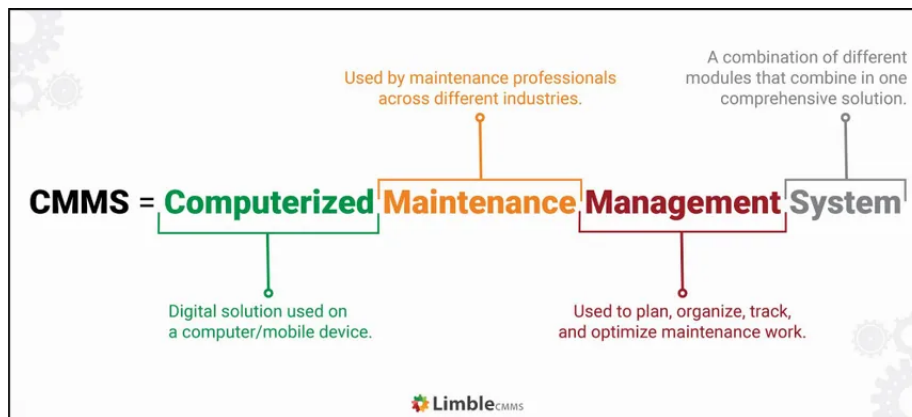 A combination of different
modules that combine in one
comprehensive solution.
Used by maintenance professionals
across different industries.
CMMS = Computerized Maintenance Management System
Digital solution used on
a computer/mobile device.
Used to plan, organize, track,
and optimize maintenance work.
Limble CMMS